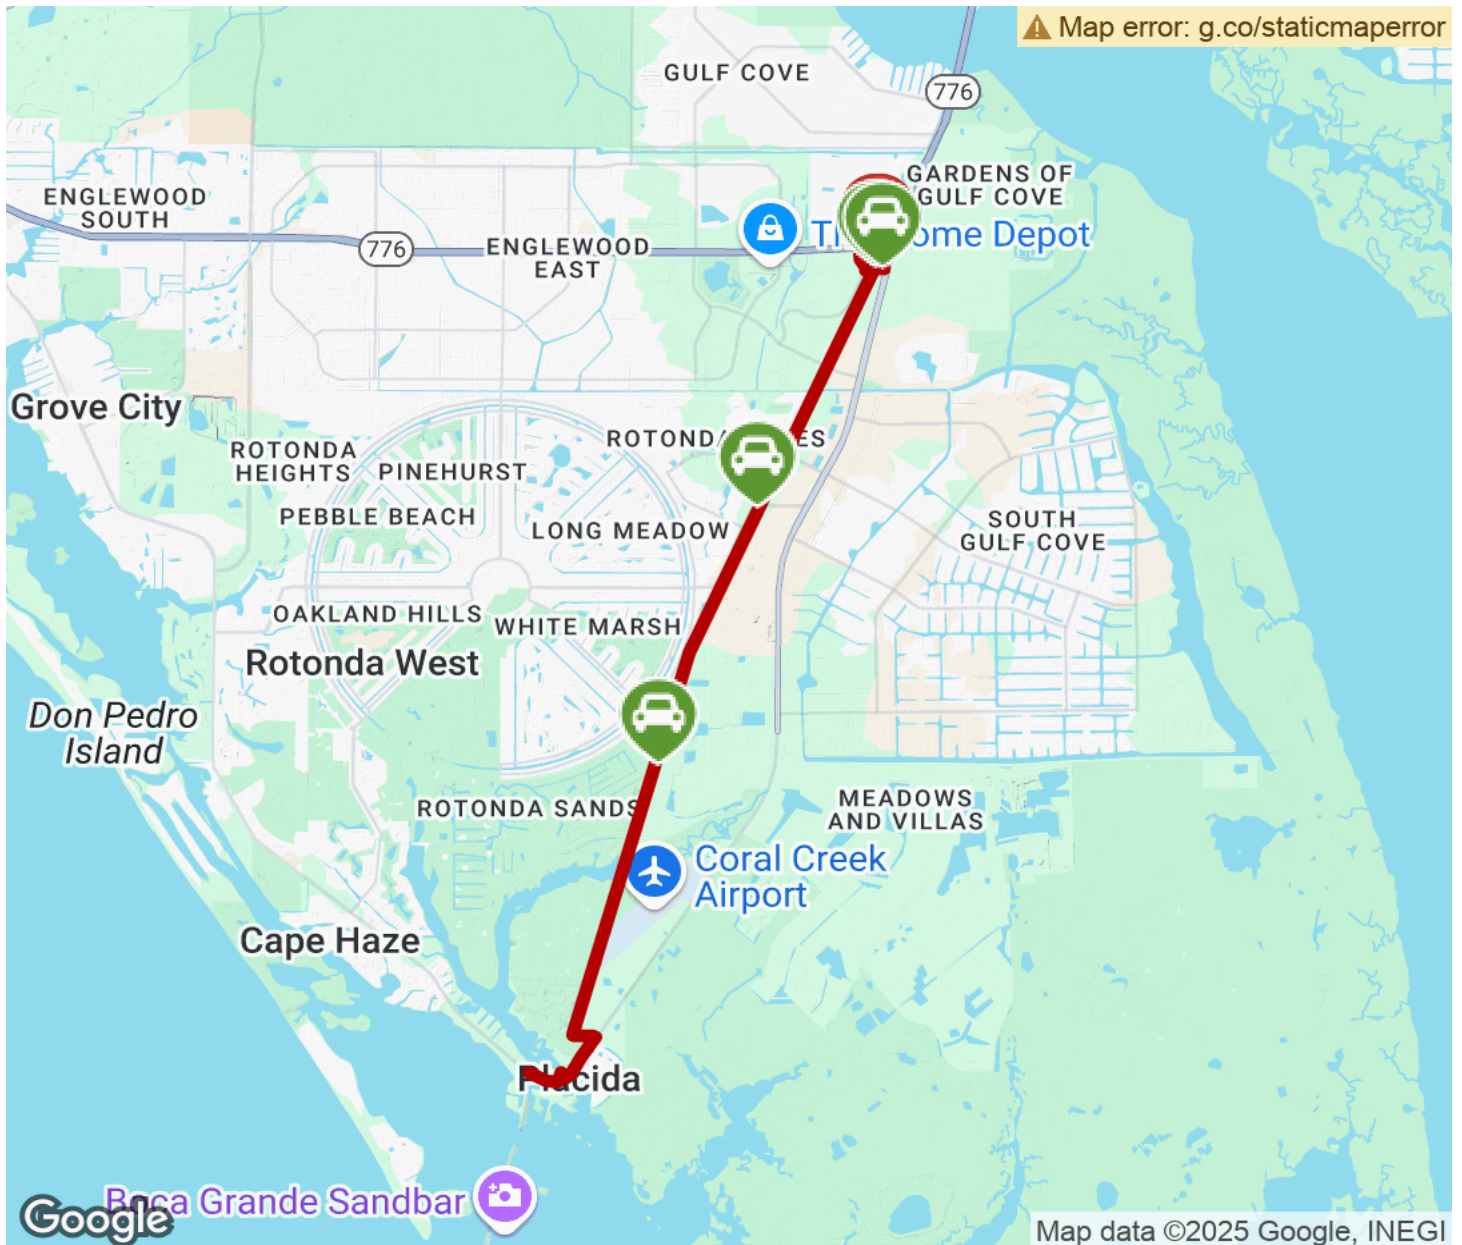 Map error: g.co/staticmaperror
GULF COVE
776
GARDENS OF
GULF COVE
ENGLEWOOD
SOUTH
776
ENGLEWOOD
EAST
Home Depot
Grove City
ROTONDA
HEIGHTS
PINEHURST
ROTONDA
PEBBLE BEACH
LONG MEADOW
SOUTH
GULF COVE
OAKLAND HILLS
WHITE MARSH
Rotonda West
Don Pedro
Island
ROTONDA SANDS
MEADOWS
AND VILLAS
Coral Creek
Airport
Cape Haze
Placida
Boca Grande Sandbar
Google
Map data ©2025 Google, INEGI